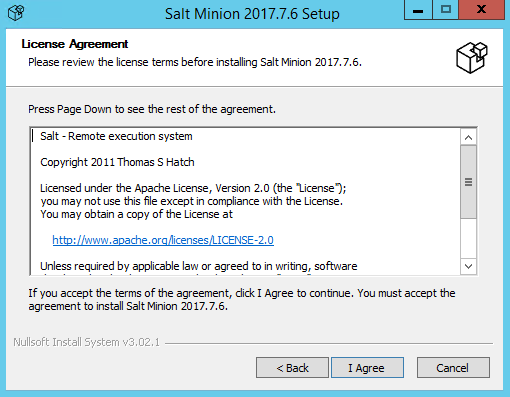 Salt Minion 2017.7.6 Setup
License Agreement
Please review the license terms before installing Salt Minion 2017.7.6.
Press Page Down to see the rest of the agreement.
Salt - Remote execution system
Copyright 2011 Thomas S Hatch
Licensed under the Apache License, Version 2.0 (the "License");
you may not use this file except in compliance with the License.
You may obtain a copy of the License at
http://www.apache.org/licenses/LICENSE-2.0
Unless required by applicable law or agreed to in writing, software
If you accept the terms of the agreement, click I Agree to continue. You must accept the
agreement to install Salt Minion 2017.7.6.
Nullsoft Install System v3.02.1
< Back
I Agree
Cancel